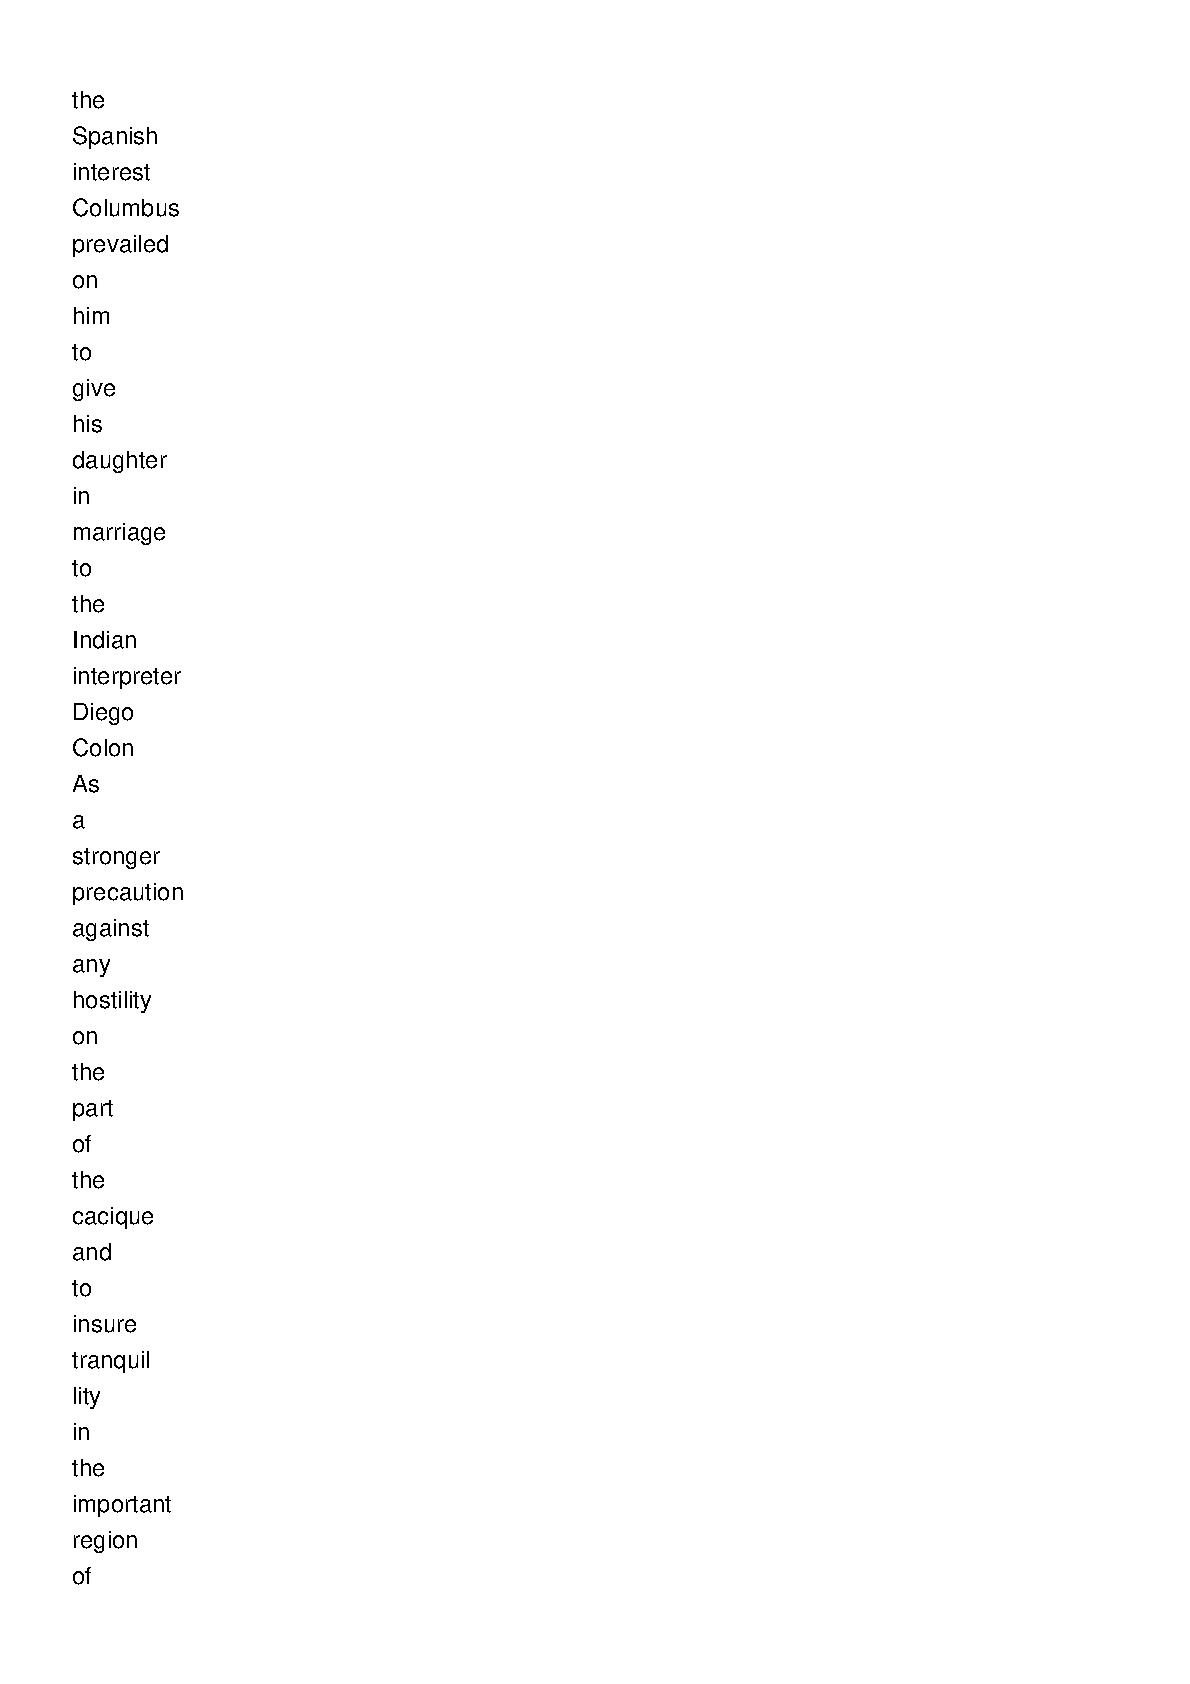 the
Spanish
interest
Columbus
prevailed
on
him
to
give
his
daughter
in
marriage
to
the
Indian
interpreter
Diego
Colon
As
a
stronger
precaution
against
any
hostility
on
the
part
of
the
cacique
and
to
insure
tranquil
lity
in
the
important
region
of